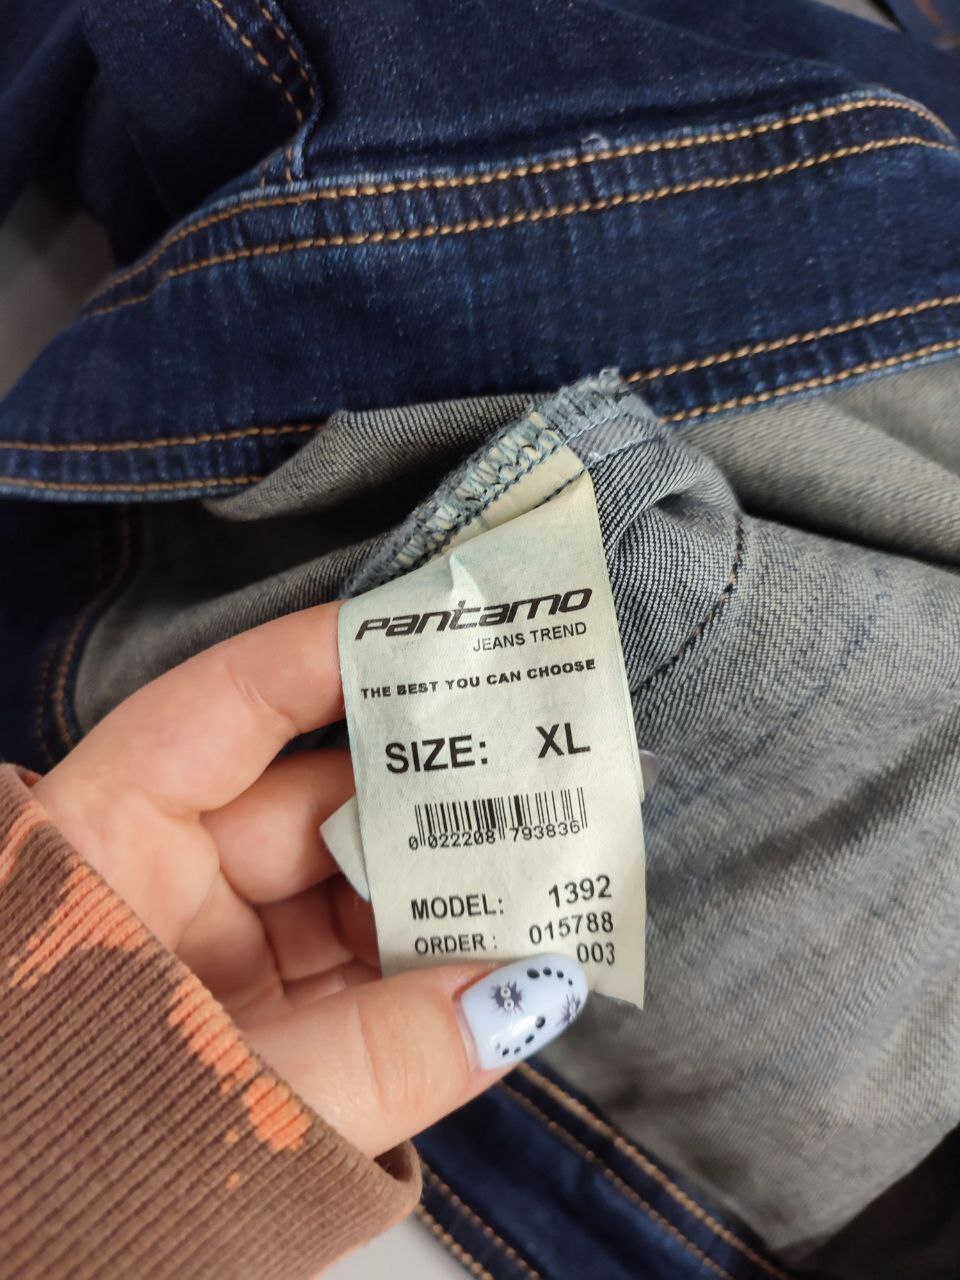 Pantamo
JEANS TREND
THE BEST YOU CAN CHOOSE
SIZE: XL
0 022208 793836
MODEL: 1392
ORDER : 015788
003